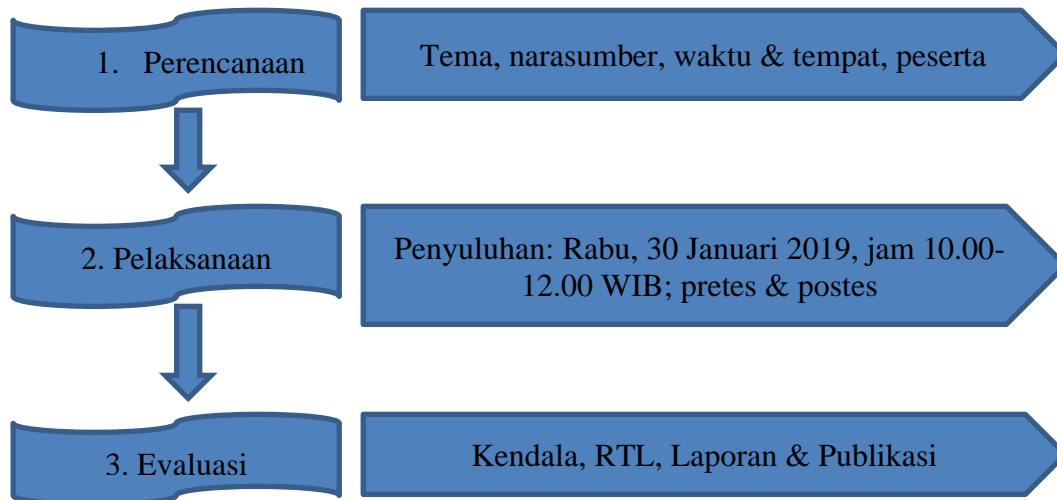 1. Perencanaan
Tema, narasumber, waktu & tempat, peserta
2. Pelaksanaan
Penyuluhan: Rabu, 30 Januari 2019, jam 10.00-
12.00 WIB; pretes & postes
3. Evaluasi
Kendala, RTL, Laporan & Publikasi